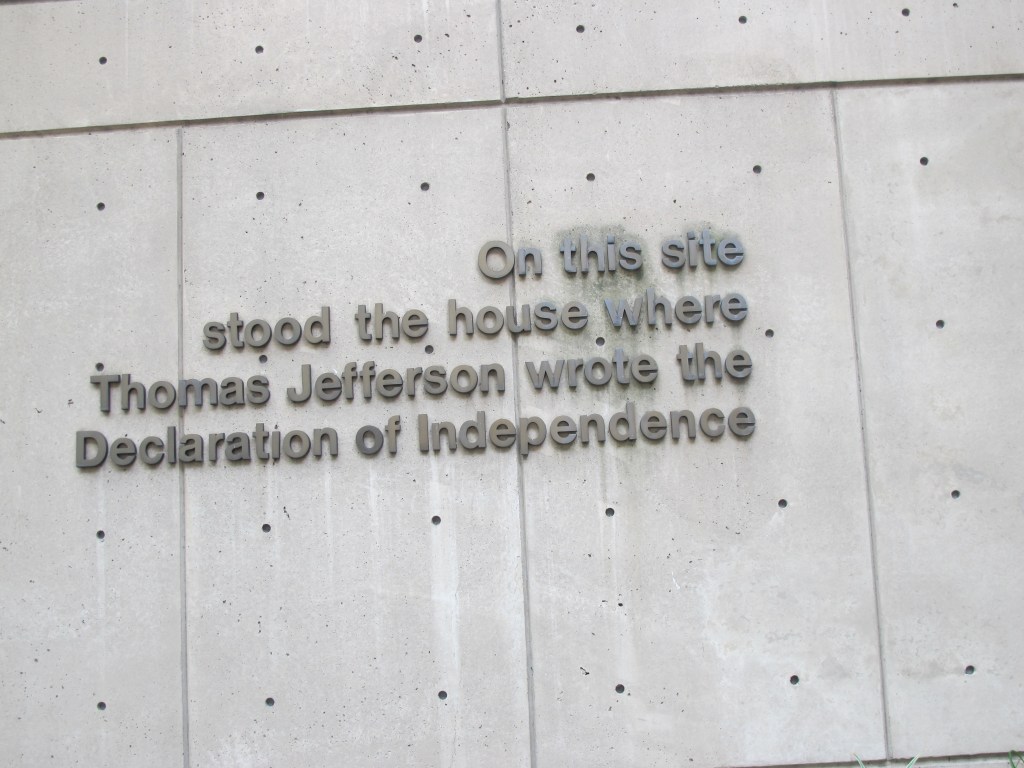 On this site
stood the house where
Thomas Jefferson wrote the
Declaration of Independence